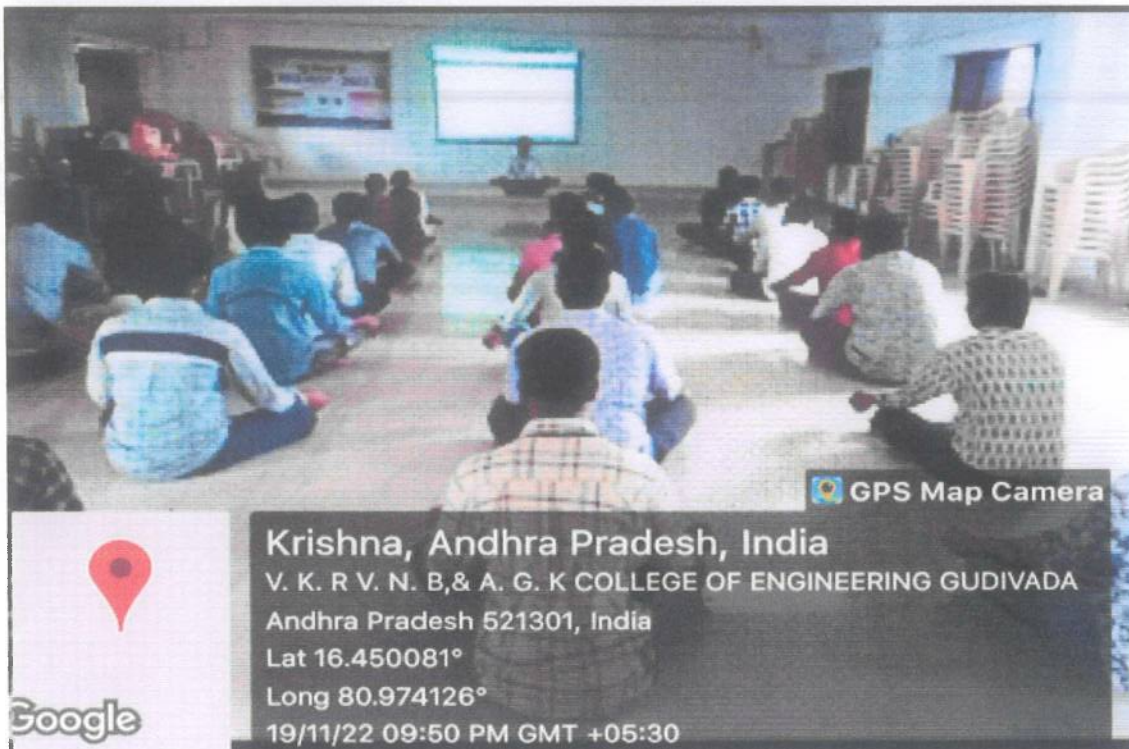 GPS Map Camera
Krishna, Andhra Pradesh, India
V. K. R V. N. B,& A. G. K COLLEGE OF ENGINEERING GUDIVADA
Andhra Pradesh 521301, India
Lat 16.450081°
Long 80.974126°
19/11/22 09:50 PM GMT +05:30
Google